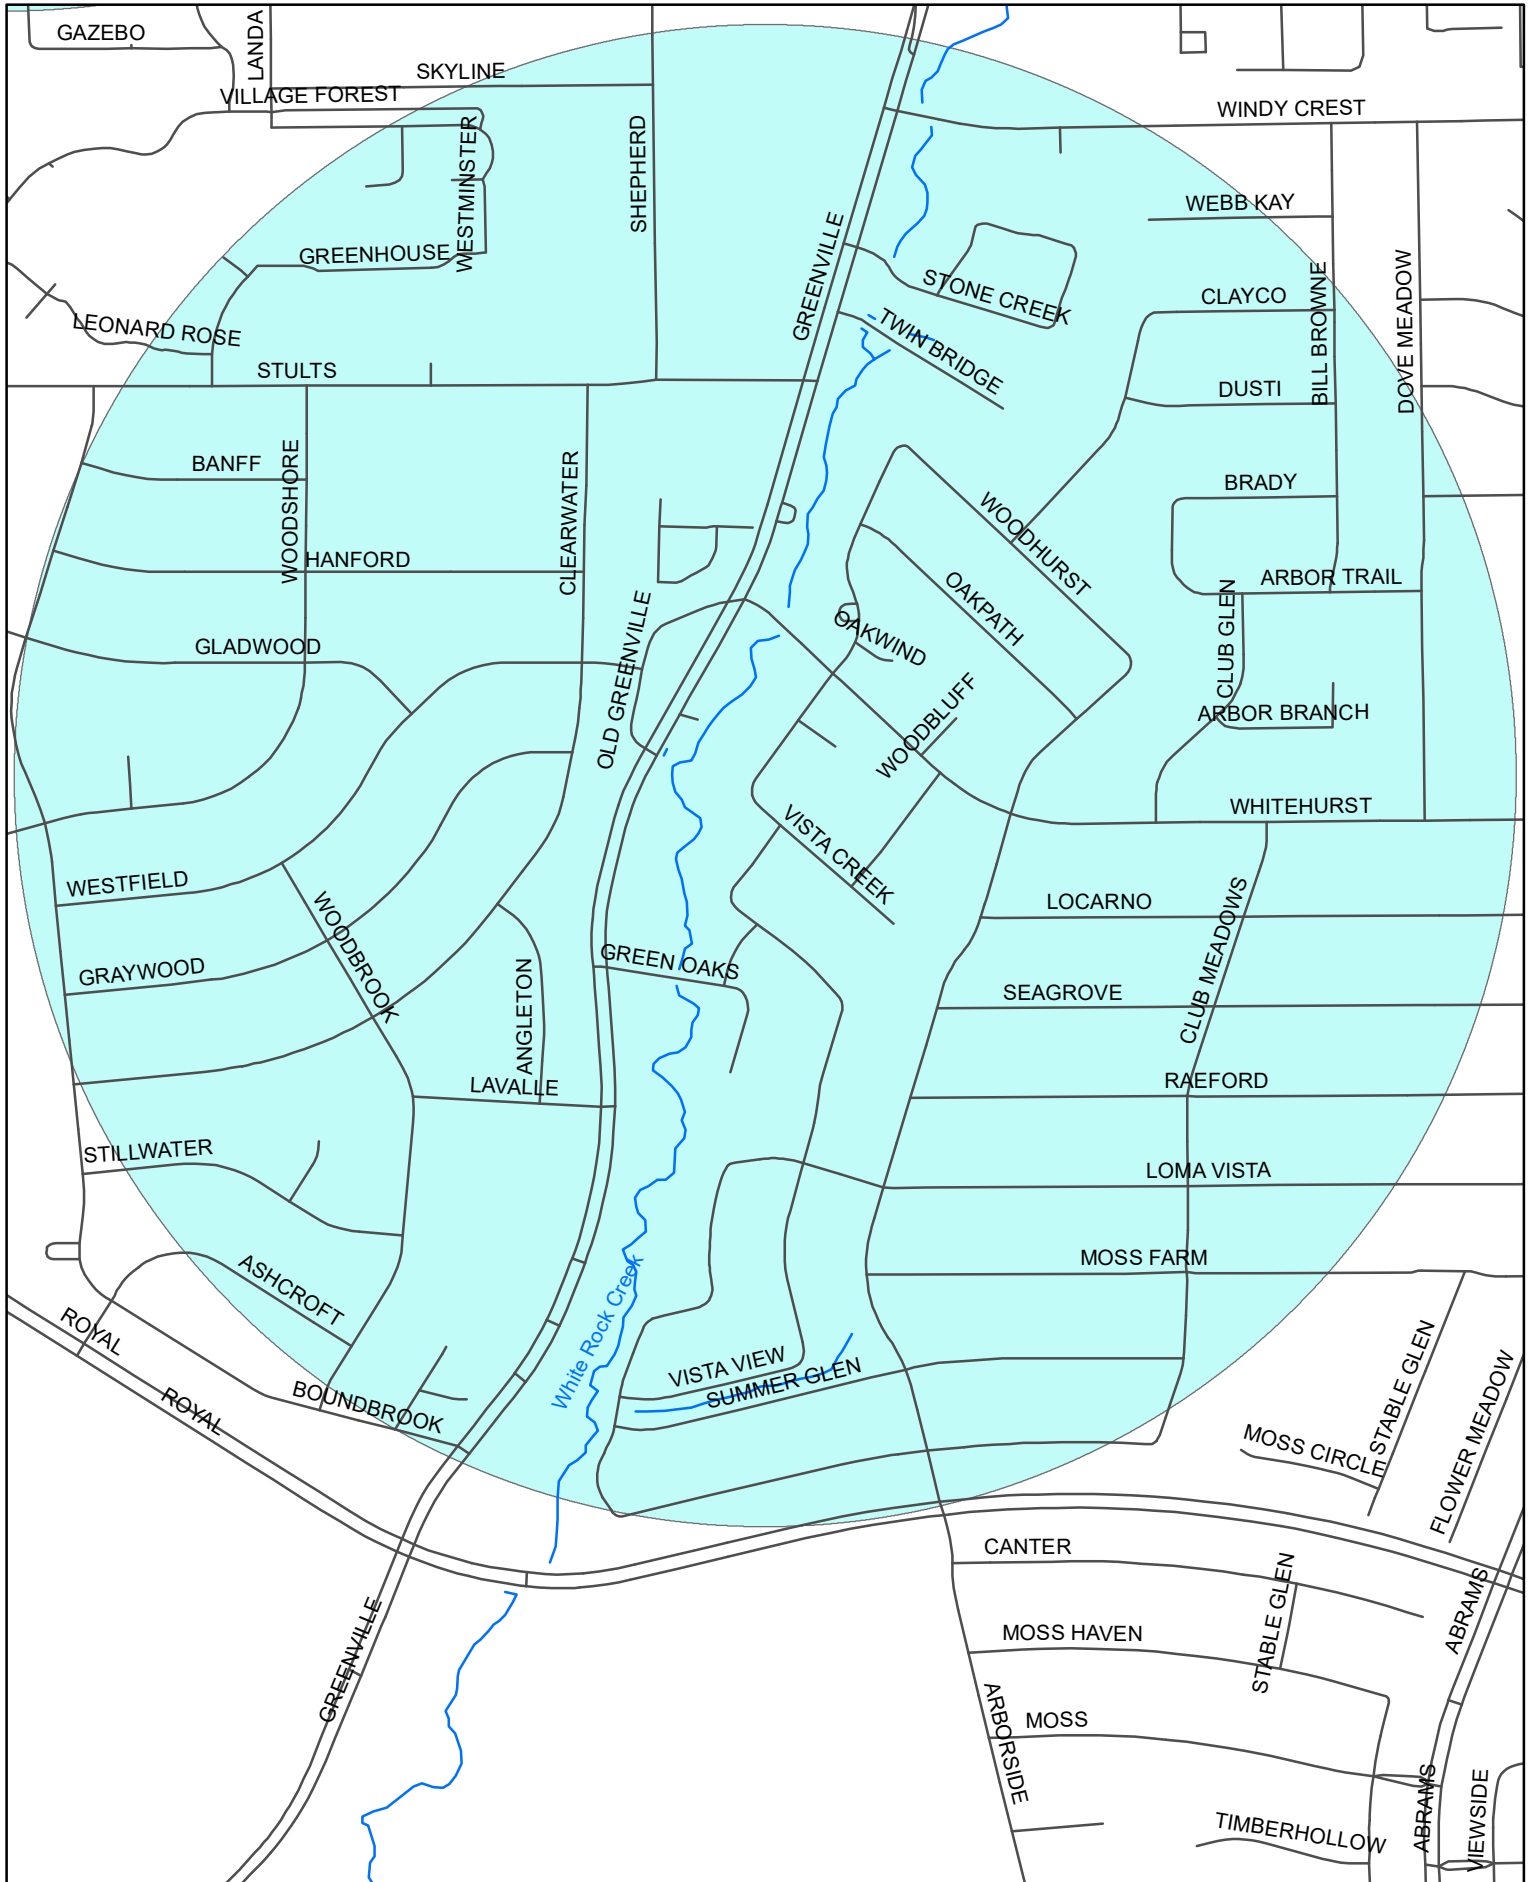 GAZEBO
LANDA
SKYLINE
VILLAGE FOREST
WINDY CREST
WESTMINSTER
SHEPHERD
WEBB KAY
GREENHOUSE
GREENVILLE
STONE CREEK
CLAYCO
BILL BROWNE
DOVE MEADOW
LEONARD ROSE
TWIN BRIDGE
STULTS
DUSTI
BANFF
WOODSHORE
CLEARWATER
BRADY
WOODHURST
HANFORD
ARBOR TRAIL
OAKPATH
CLUB GLEN
OAKWIND
GLADWOOD
OLD GREENVILLE
WOODBLUFF
ARBOR BRANCH
WHITEHURST
VISTA CREEK
WESTFIELD
WOODBROOK
LOCARNO
CLUB MEADOWS
GRAYWOOD
GREEN OAKS
SEAGROVE
ANGLETON
LAVALLE
RAEFORD
STILLWATER
LOMA VISTA
MOSS FARM
ASHCROFT
White Rock Creek
ROYAL
VISTA VIEW
SUMMER GLEN
STABLE GLEN
FLOWER MEADOW
ROYAL
BOUNDBROOK
MOSS CIRCLE
CANTER
STABLE GLEN
ABRAMS
GREENVILLE
MOSS HAVEN
ARBORSIDE
MOSS
ABRAMS
VIEWSIDE
TIMBERHOLLOW